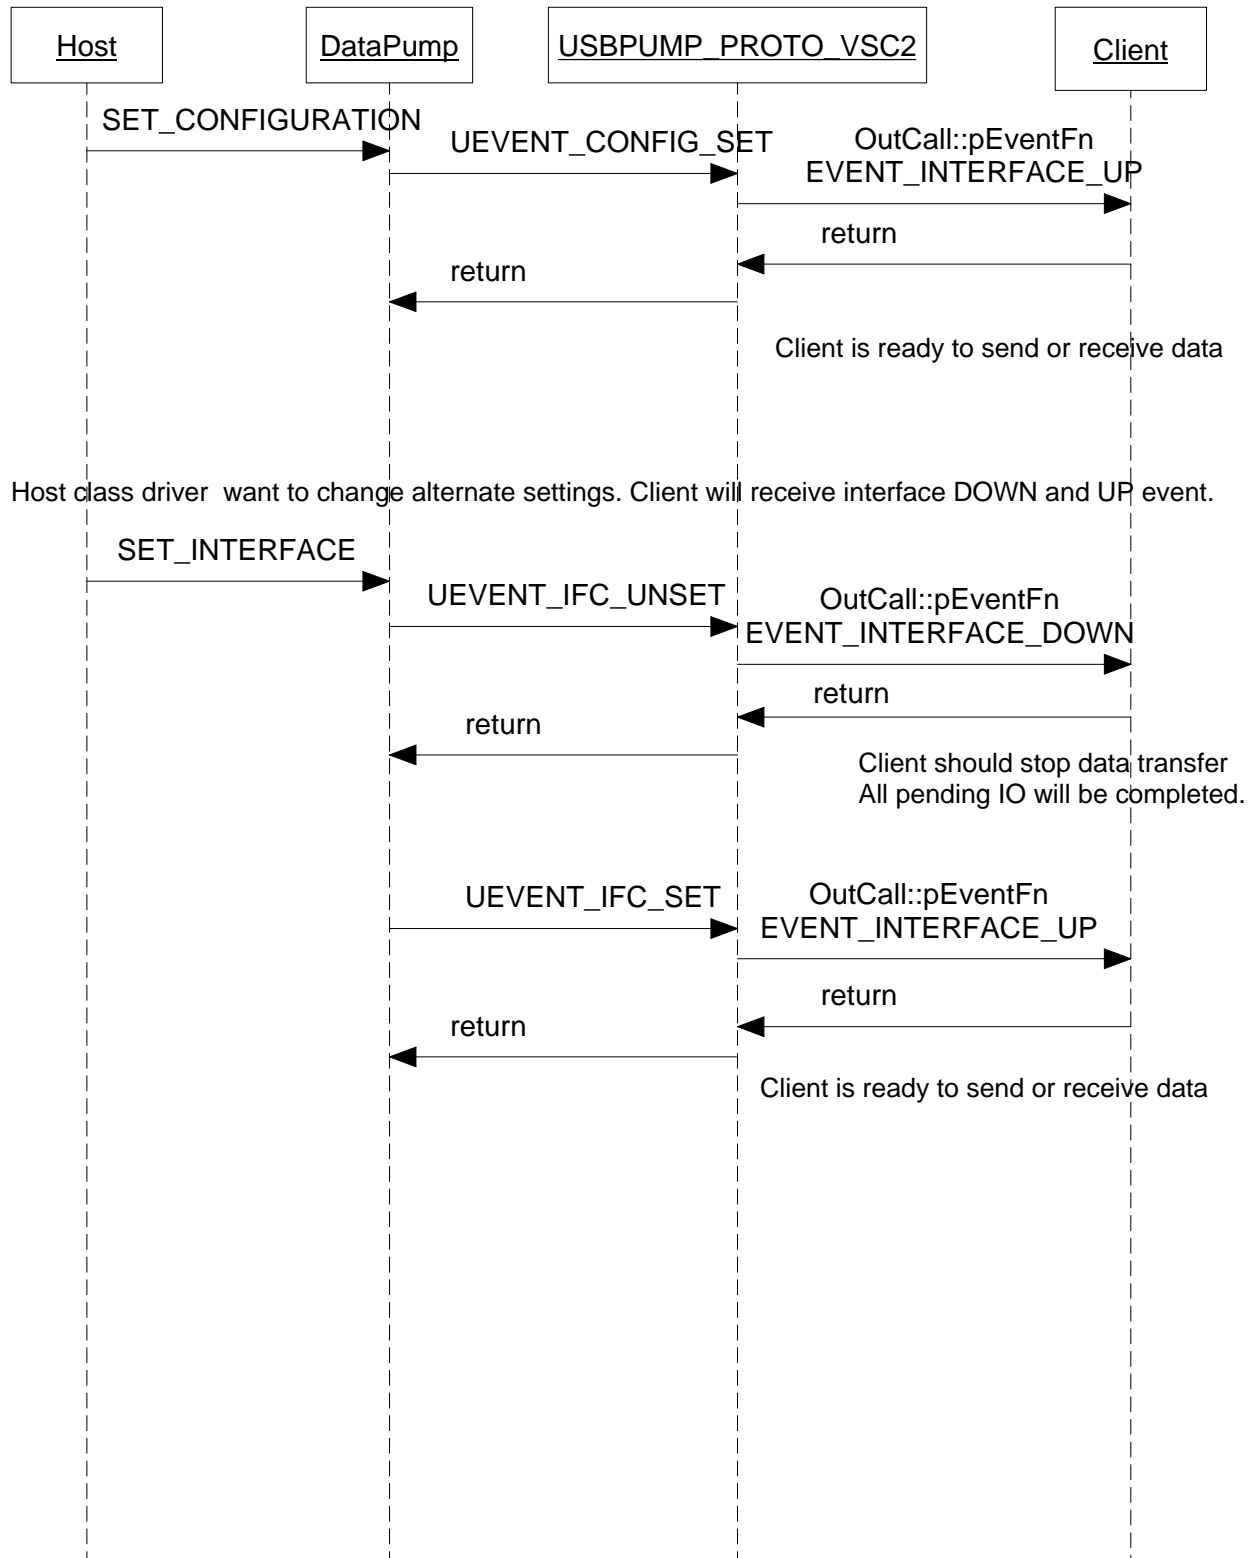 Host
DataPump
USBPUMP_PROTO_VSC2
Client
SET_CONFIGURATION
UEVENT_CONFIG_SET
OutCall::pEventFn
EVENT_INTERFACE_UP
return
return
Client is ready to send or receive data
Host class driver  want to change alternate settings. Client will receive interface DOWN and UP event.
SET_INTERFACE
UEVENT_IFC_UNSET
OutCall::pEventFn
EVENT_INTERFACE_DOWN
return
return
Client should stop data transfer
All pending IO will be completed.
UEVENT_IFC_SET
OutCall::pEventFn
EVENT_INTERFACE_UP
return
return
Client is ready to send or receive data